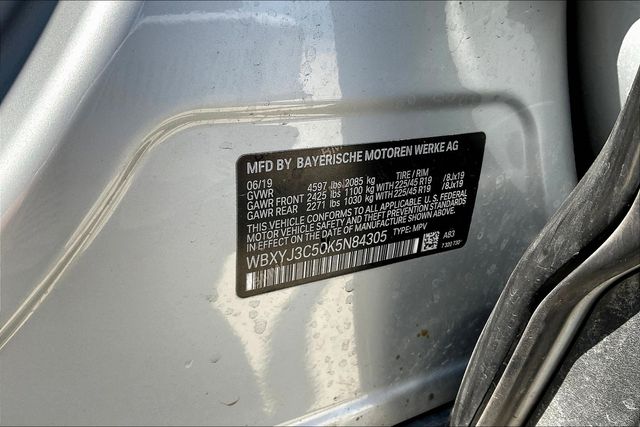 MFD BY BAYERISCHE MOTOREN WERKE AG
06/19 TIRE / RIM
GVWR 4597 lbs 2085 kg
GAWR FRONT 2425 lbs 1100 kg WITH 225/45 R19 /8Jx19
GAWR REAR 2271 lbs 1030 kg WITH 225/45 R19 /8Jx19
THIS VEHICLE CONFORMS TO ALL APPLICABLE U.S. FEDERAL
MOTOR VEHICLE SAFETY AND THEFT PREVENTION STANDARDS
IN EFFECT ON THE DATE OF MANUFACTURE SHOWN ABOVE.
WBXYJ3C50K5N84305 TYPE: MPV
A83